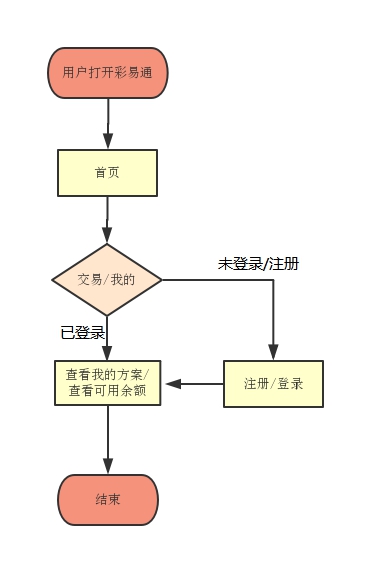 用户打开彩易通
首页
交易/我的
未登录/注册
已登录
查看我的方案/
查看可用余额
注册/登录
结束